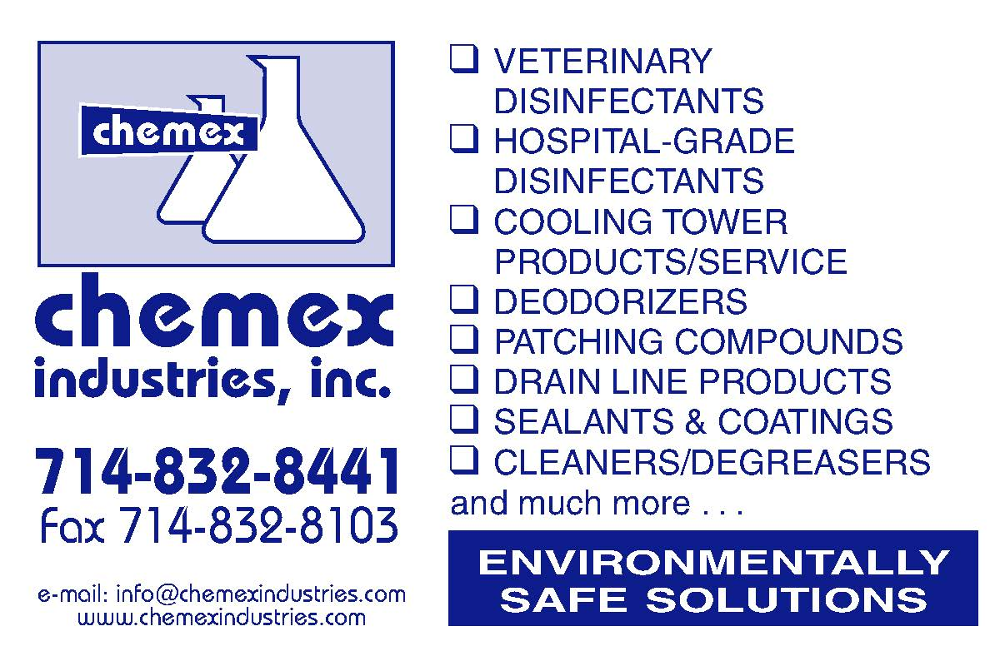 chemex
chemex
industries, inc.
714-832-8441
Fax 714-832-8103
e-mail: info@chemexindustries.com
www.chemexindustries.com
❏ VETERINARY
DISINFECTANTS
❏ HOSPITAL-GRADE
DISINFECTANTS
❏ COOLING TOWER
PRODUCTS/SERVICE
❏ DEODORIZERS
❏ PATCHING COMPOUNDS
❏ DRAIN LINE PRODUCTS
❏ SEALANTS & COATINGS
❏ CLEANERS/DEGREASERS
and much more . . .
ENVIRONMENTALLY
SAFE SOLUTIONS